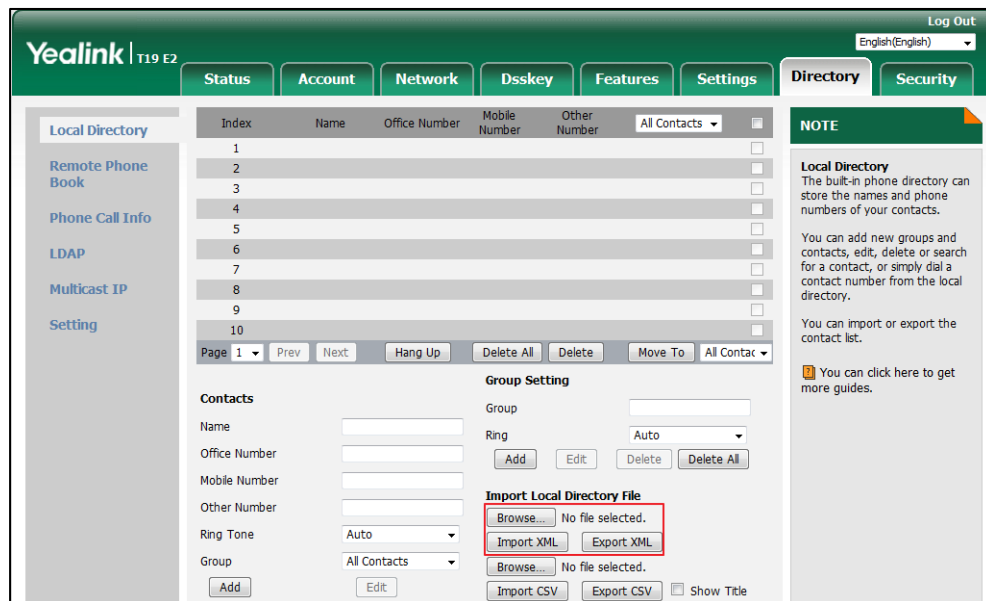 Log Out
Yealink T19 E2
English(English)
Status Account Network Dsskey Features Settings Directory Security
Local Directory
Remote Phone
Book
Phone Call Info
LDAP
Multicast IP
Setting
Index Name Office Number Mobile Number Other Number All Contacts
1
2
3
4
5
6
7
8
9
10
Page 1 Prev Next Hang Up Delete All Delete Move To All Contac
Contacts
Name
Office Number
Mobile Number
Other Number
Ring Tone Auto
Group All Contacts
Add Edit
Group Setting
Group
Ring Auto
Add Edit Delete Delete All
Import Local Directory File
Browse... No file selected.
Import XML Export XML
Browse... No file selected.
Import CSV Export CSV Show Title
NOTE
Local Directory
The built-in phone directory can
store the names and phone
numbers of your contacts.
You can add new groups and
contacts, edit, delete or search
for a contact, or simply dial a
contact number from the local
directory.
You can import or export the
contact list.
You can click here to get
more guides.